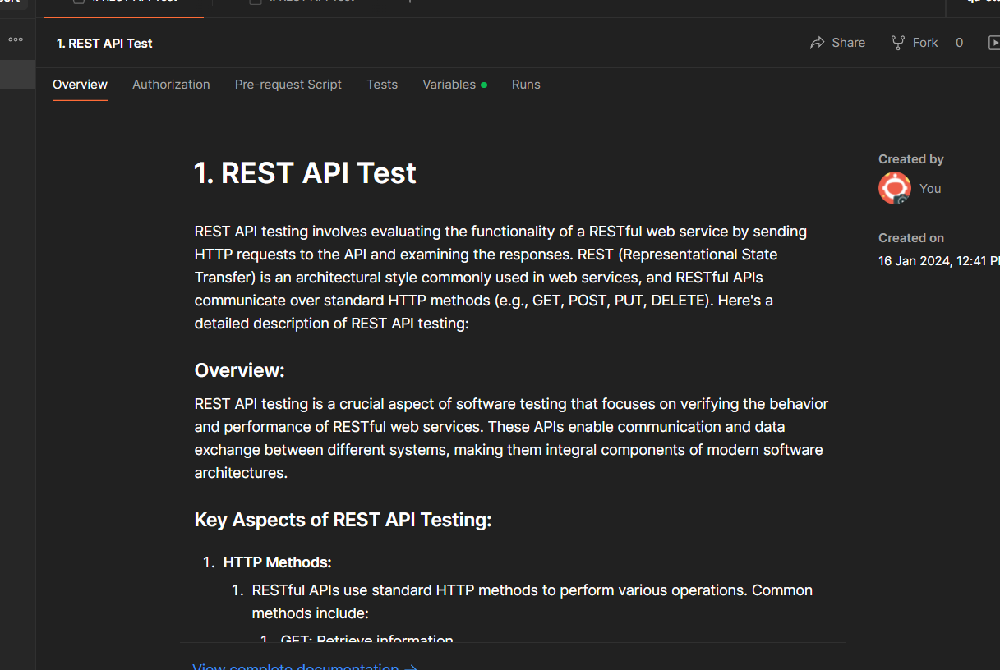 1. REST API Test
Share
Fork
0
Overview
Authorization
Pre-request Script
Tests
Variables
Runs
1. REST API Test
REST API testing involves evaluating the functionality of a RESTful web service by sending
HTTP requests to the API and examining the responses. REST (Representational State
Transfer) is an architectural style commonly used in web services, and RESTful APIs
communicate over standard HTTP methods (e.g., GET, POST, PUT, DELETE). Here's a
detailed description of REST API testing:
Overview:
REST API testing is a crucial aspect of software testing that focuses on verifying the behavior
and performance of RESTful web services. These APIs enable communication and data
exchange between different systems, making them integral components of modern software
architectures.
Key Aspects of REST API Testing:
1. HTTP Methods:
1. RESTful APIs use standard HTTP methods to perform various operations. Common
methods include:
1. GET: Retrieve information
View complete documentation →
Created by
You
Created on
16 Jan 2024, 12:41 P